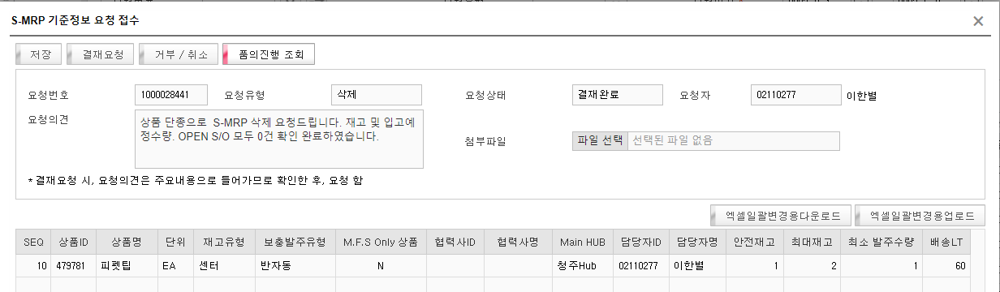 S-MRP 기준정보 요청 접수
저장 결재요청 거부 / 취소 품의진행 조회
요청번호 1000028441 요청유형 삭제 요청상태 결재완료 요청자 02110277 이한별
요청의견 상품 단종으로 S-MRP 삭제 요청드립니다. 재고 및 입고예
정수량. OPEN S/O 모두 0건 확인 완료하였습니다.
첨부파일 파일 선택 선택된 파일 없음
* 결재요청 시, 요청의견은 주요내용으로 들어가므로 확인한 후, 요청 함
엑셀일괄변경용다운로드 엑셀일괄변경용업로드
SEQ 상품ID 상품명 단위 재고유형 보충발주유형 M.F.S Only 상품 협력사ID 협력사명 Main HUB 담당자ID 담당자명 안전재고 최대재고 최소 발주수량 배송LT
10 479781 피펫팁 EA 센터 반자동 N 청주Hub 02110277 이한별 1 2 1 60